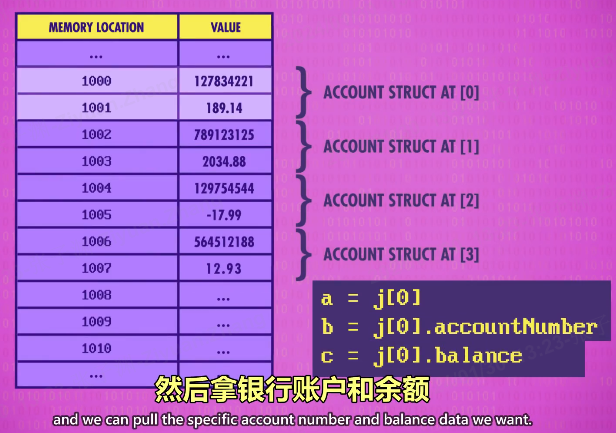 MEMORY LOCATION VALUE
... ...
1000 127834221
1001 189.14
1002 789123125
1003 2034.88
1004 129754544
1005 -17.99
1006 564512188
1007 12.93
1008 ...
1009 ...
1010 ...
... ...
ACCOUNT STRUCT AT [0]
ACCOUNT STRUCT AT [1]
ACCOUNT STRUCT AT [2]
ACCOUNT STRUCT AT [3]
a = j[0]
b = j[0].accountNumber
c = j[0].balance
然后拿银行账户和余额
and we can pull the specific account number and balance data we want.